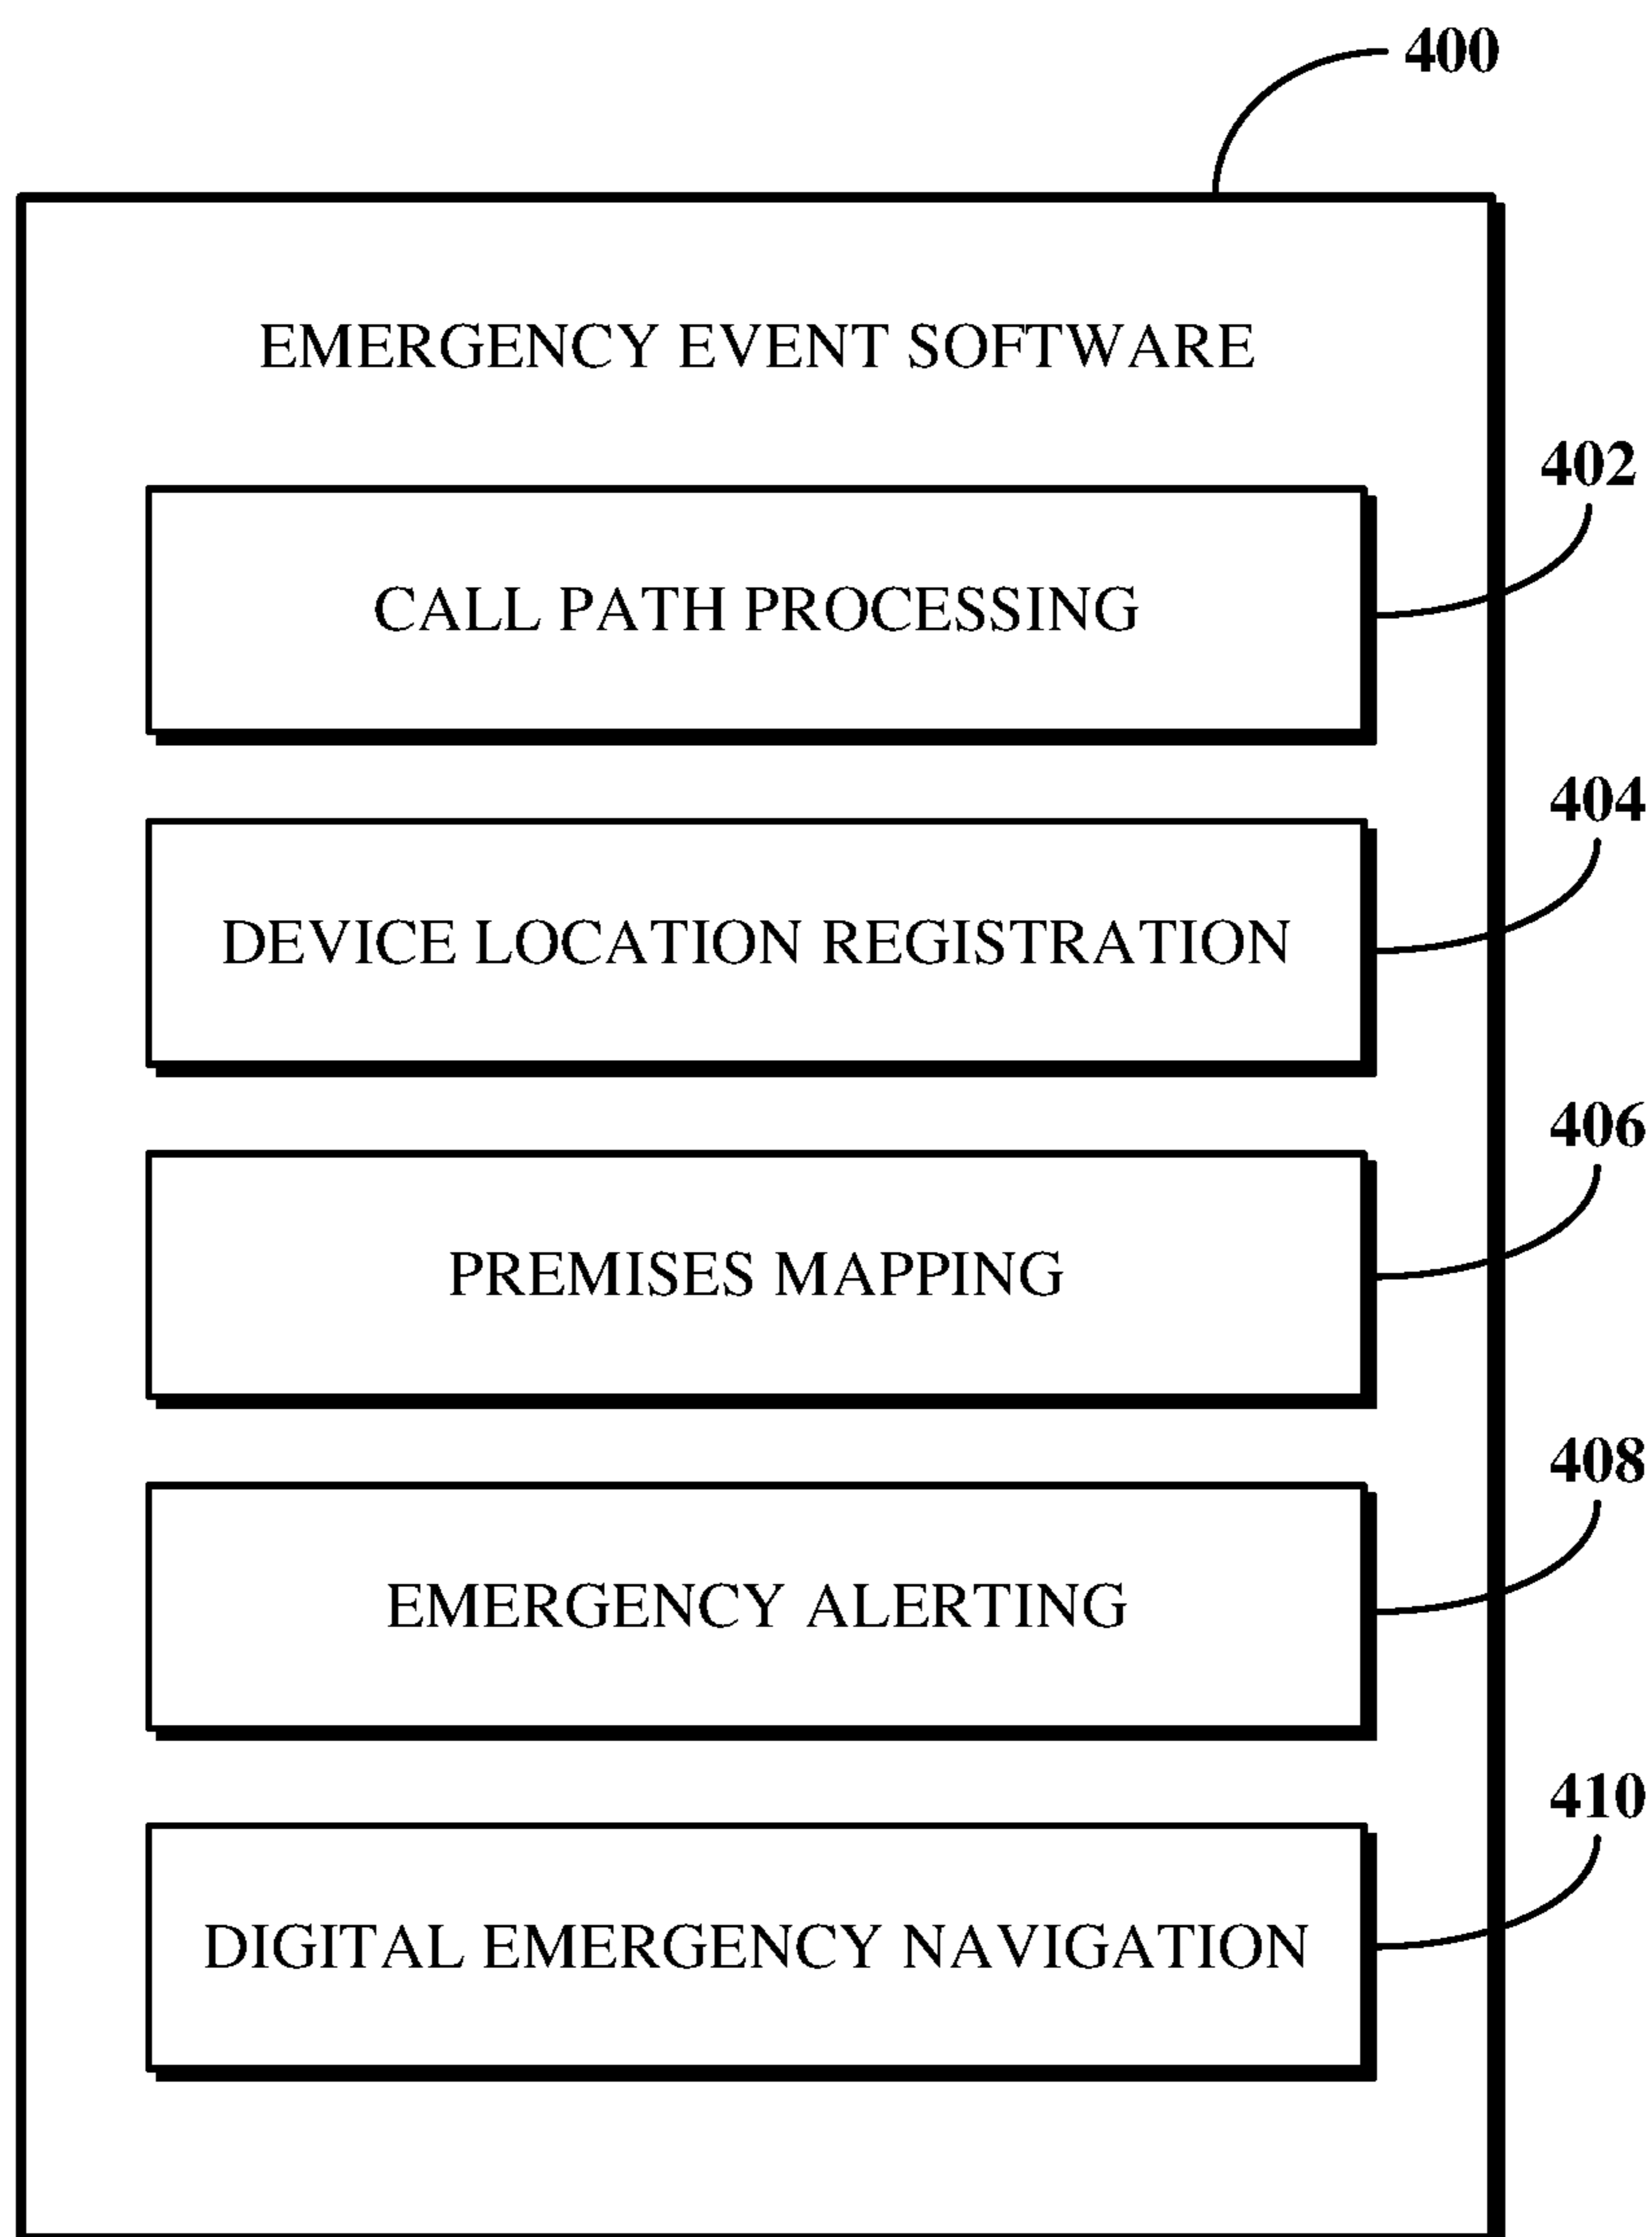 400
EMERGENCY EVENT SOFTWARE
402
CALL PATH PROCESSING
404
DEVICE LOCATION REGISTRATION
406
PREMISES MAPPING
408
EMERGENCY ALERTING
410
DIGITAL EMERGENCY NAVIGATION